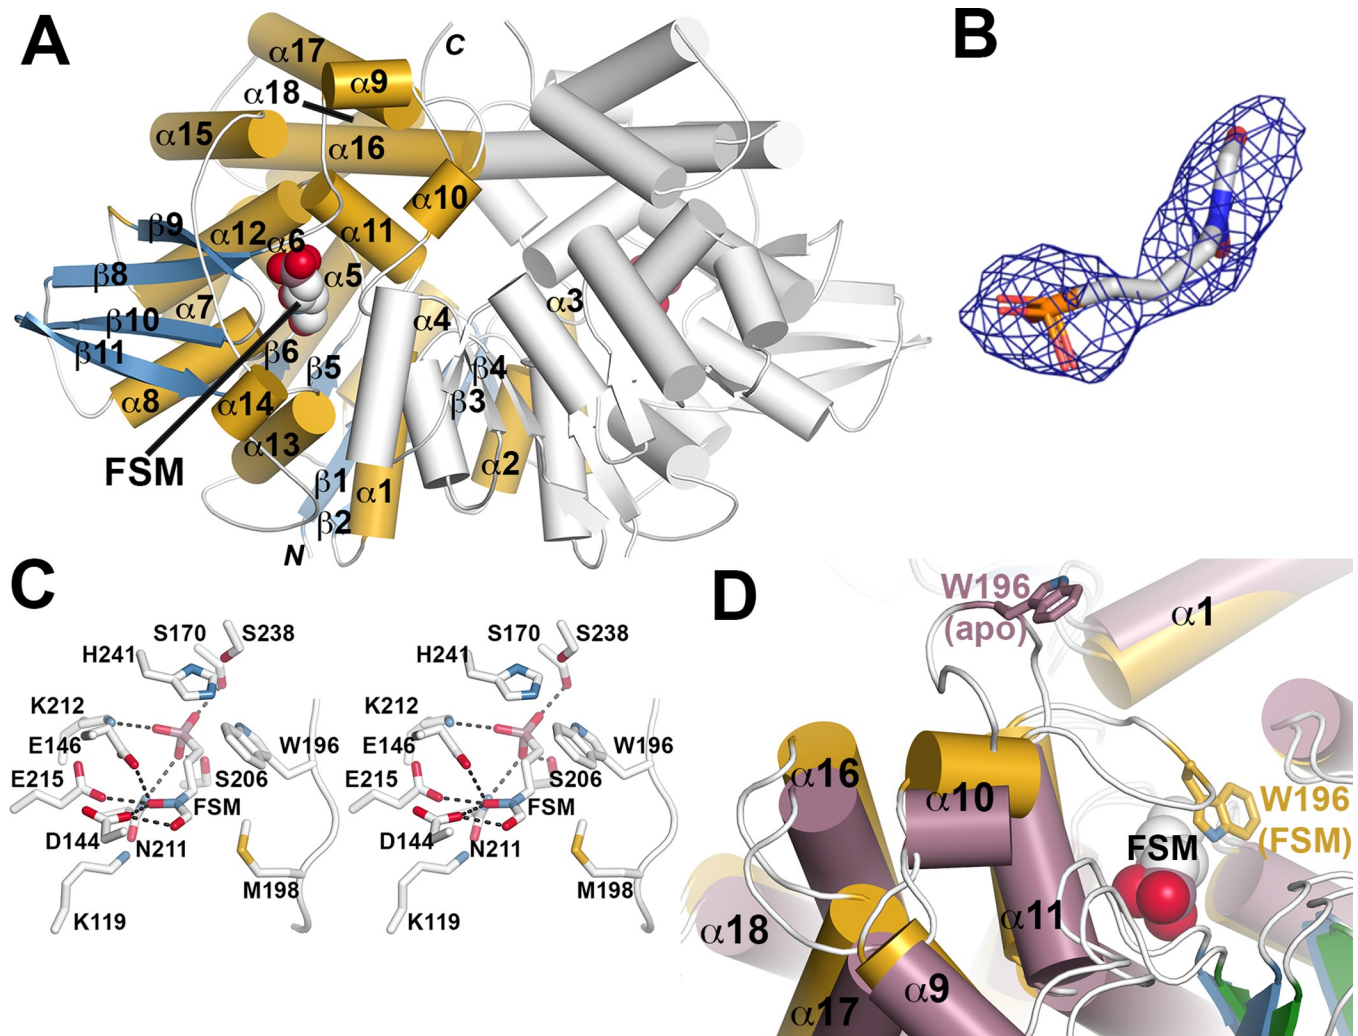 A
α17
α9
C
α18
α15
α16
α10
β9
α12
α6
α11
β8
α5
α7
α3
β10
α4
β11
β6
β5
β4
α8
α14
β3
α13
α2
FSM
β1
α1
β2
N
B
C
S170
S238
H241
K212
E146
W196
E215
S206
FSM
D144
N211
M198
K119
S170
S238
H241
K212
E146
W196
E215
S206
FSM
D144
N211
M198
K119
D
W196
(apo)
α1
α16
α10
W196
(FSM)
FSM
α18
α11
α9
α17